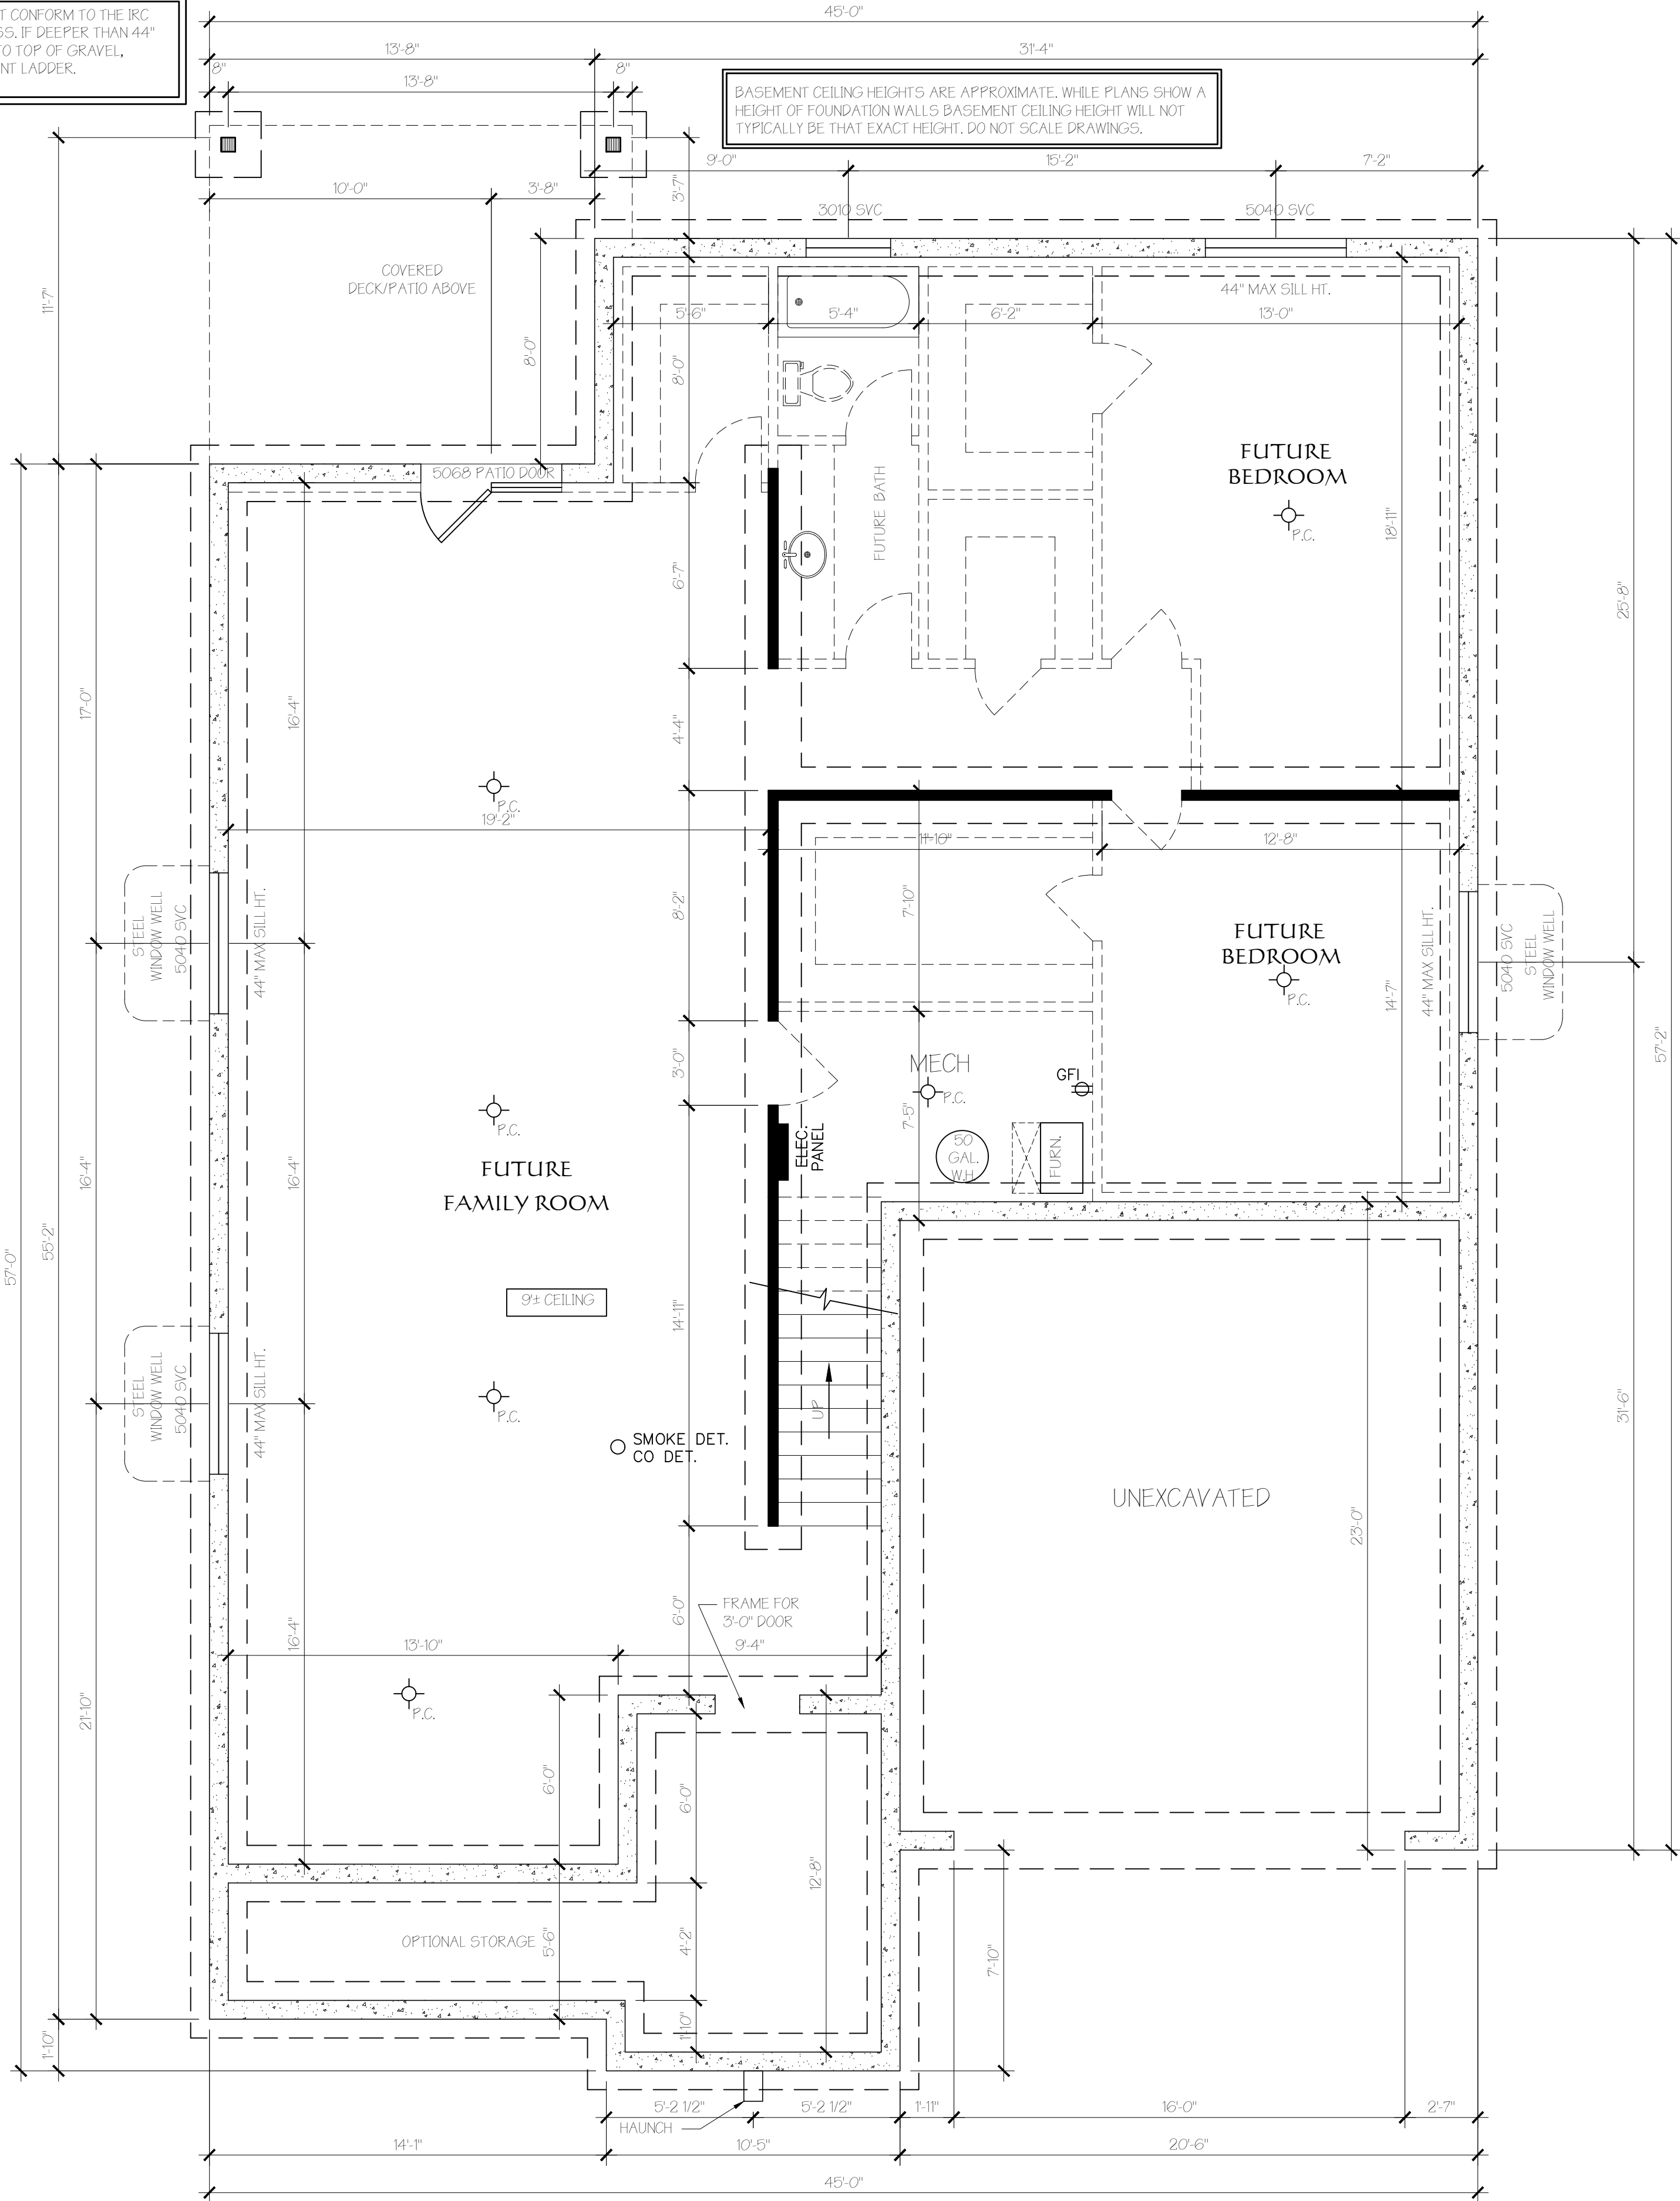 T CONFORM TO THE IRC
SS. IF DEEPER THAN 44"
TO TOP OF GRAVEL,
NT LADDER.
45'-0"
13'-8"
31'-4"
8"
13'-8"
8"
BASEMENT CEILING HEIGHTS ARE APPROXIMATE. WHILE PLANS SHOW A
HEIGHT OF FOUNDATION WALLS BASEMENT CEILING HEIGHT WILL NOT
TYPICALLY BE THAT EXACT HEIGHT. DO NOT SCALE DRAWINGS.
9'-0"
15'-2"
7'-2"
10'-0"
3'-8"
3'-7"
3010 SVC
5040 SVC
COVERED
DECK/PATIO ABOVE
11'-7"
8'-0"
44" MAX SILL HT.
5'-6"
5'-4"
6'-2"
13'-0"
8'-0"
5068 PATIO DOOR
FUTURE BATH
FUTURE
BEDROOM
P.C.
18'-11"
6'-7"
25'-8"
17'-0"
16'-4"
4'-4"
P.C.
19'-2"
11'-10"
12'-8"
STEEL
WINDOW WELL
5040 SVC
44" MAX SILL HT.
8'-2"
7'-10"
FUTURE
BEDROOM
P.C.
14'-7"
44" MAX SILL HT.
5040 SVC
STEEL
WINDOW WELL
57'-2"
3'-0"
MECH
P.C.
GFI
7'-5"
P.C.
ELEC.
PANEL
50
GAL.
W.H.
FURN.
16'-4"
16'-4"
FUTURE
FAMILY ROOM
57'-0"
55'-2"
9'± CEILING
14'-11"
STEEL
WINDOW WELL
5040 SVC
44" MAX SILL HT.
P.C.
UP
31'-6"
SMOKE DET.
CO DET.
UNEXCAVATED
23'-0"
16'-4"
6'-0"
FRAME FOR
3'-0" DOOR
13'-10"
9'-4"
P.C.
21'-10"
6'-0"
6'-0"
12'-8"
OPTIONAL STORAGE
5'-6"
4'-2"
7'-10"
1'-10"
1'-10"
5'-2 1/2"
5'-2 1/2"
1'-11"
16'-0"
2'-7"
HAUNCH
14'-1"
10'-5"
20'-6"
45'-0"